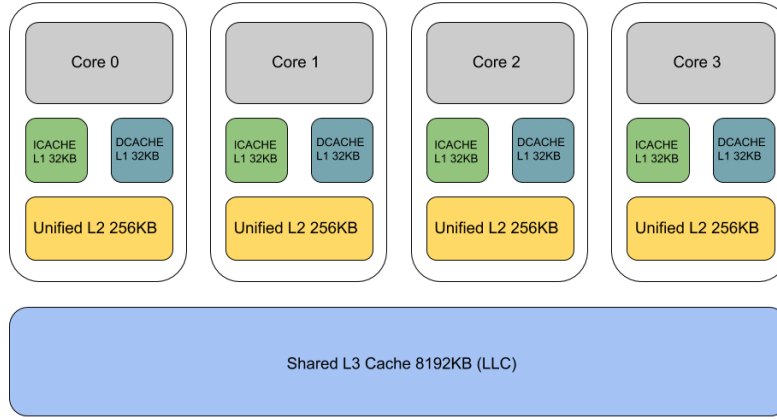 Core 0
Core 1
Core 2
Core 3
ICACHE
L1 32KB
DCACHE
L1 32KB
ICACHE
L1 32KB
DCACHE
L1 32KB
ICACHE
L1 32KB
DCACHE
L1 32KB
ICACHE
L1 32KB
DCACHE
L1 32KB
Unified L2 256KB
Unified L2 256KB
Unified L2 256KB
Unified L2 256KB
Shared L3 Cache 8192KB (LLC)